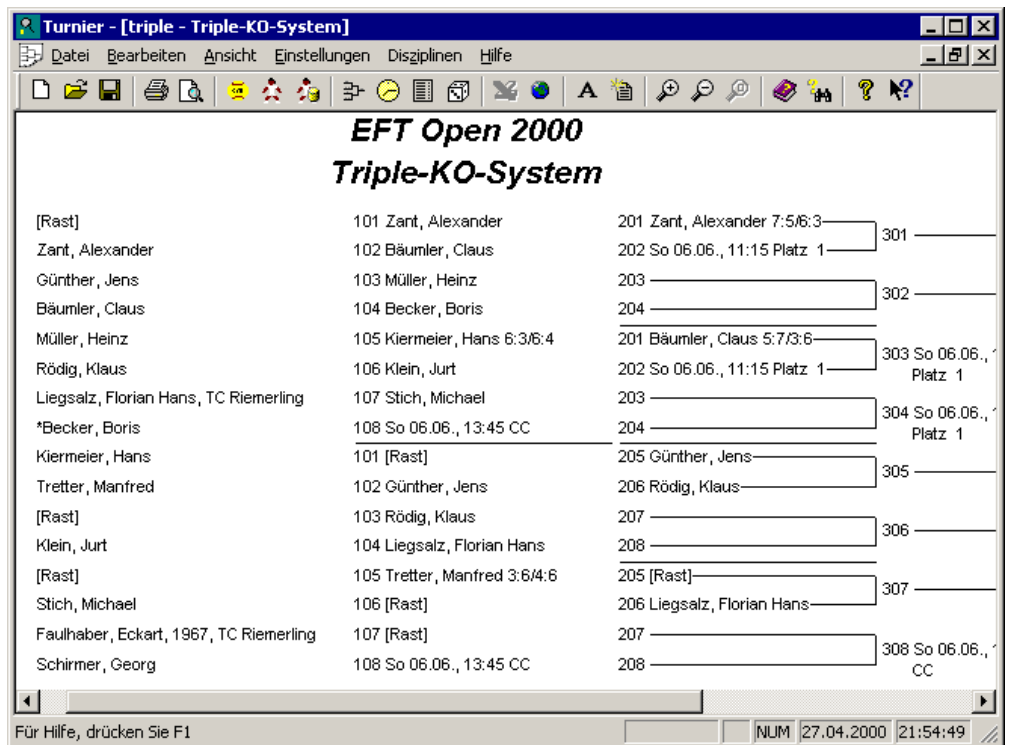 Turnier - [triple - Triple-KO-System]
Datei Bearbeiten Ansicht Einstellungen Disziplinen Hilfe
EFT Open 2000
Triple-KO-System
[Rast] 101 Zant, Alexander 201 Zant, Alexander 7:5/6:3
301
Zant, Alexander 102 Bäumler, Claus 202 So 06.06., 11:15 Platz 1
Günther, Jens 103 Müller, Heinz 203
302
Bäumler, Claus 104 Becker, Boris 204
Müller, Heinz 105 Kiermeier, Hans 6:3/6:4 201 Bäumler, Claus 5:7/3:6
303 So 06.06.,
Rödig, Klaus 106 Klein, Jurt 202 So 06.06., 11:15 Platz 1
Platz 1
Liegsalz, Florian Hans, TC Riemerling 107 Stich, Michael 203
304 So 06.06.,
*Becker, Boris 108 So 06.06., 13:45 CC 204
Platz 1
Kiermeier, Hans 101 [Rast] 205 Günther, Jens
305
Tretter, Manfred 102 Günther, Jens 206 Rödig, Klaus
[Rast] 103 Rödig, Klaus 207
306
Klein, Jurt 104 Liegsalz, Florian Hans 208
[Rast] 105 Tretter, Manfred 3:6/4:6 205 [Rast]
307
Stich, Michael 106 [Rast] 206 Liegsalz, Florian Hans
Faulhaber, Eckart, 1967, TC Riemerling 107 [Rast] 207
308 So 06.06.,
Schirmer, Georg 108 So 06.06., 13:45 CC 208
CC
Für Hilfe, drücken Sie F1 NUM 27.04.2000 21:54:49